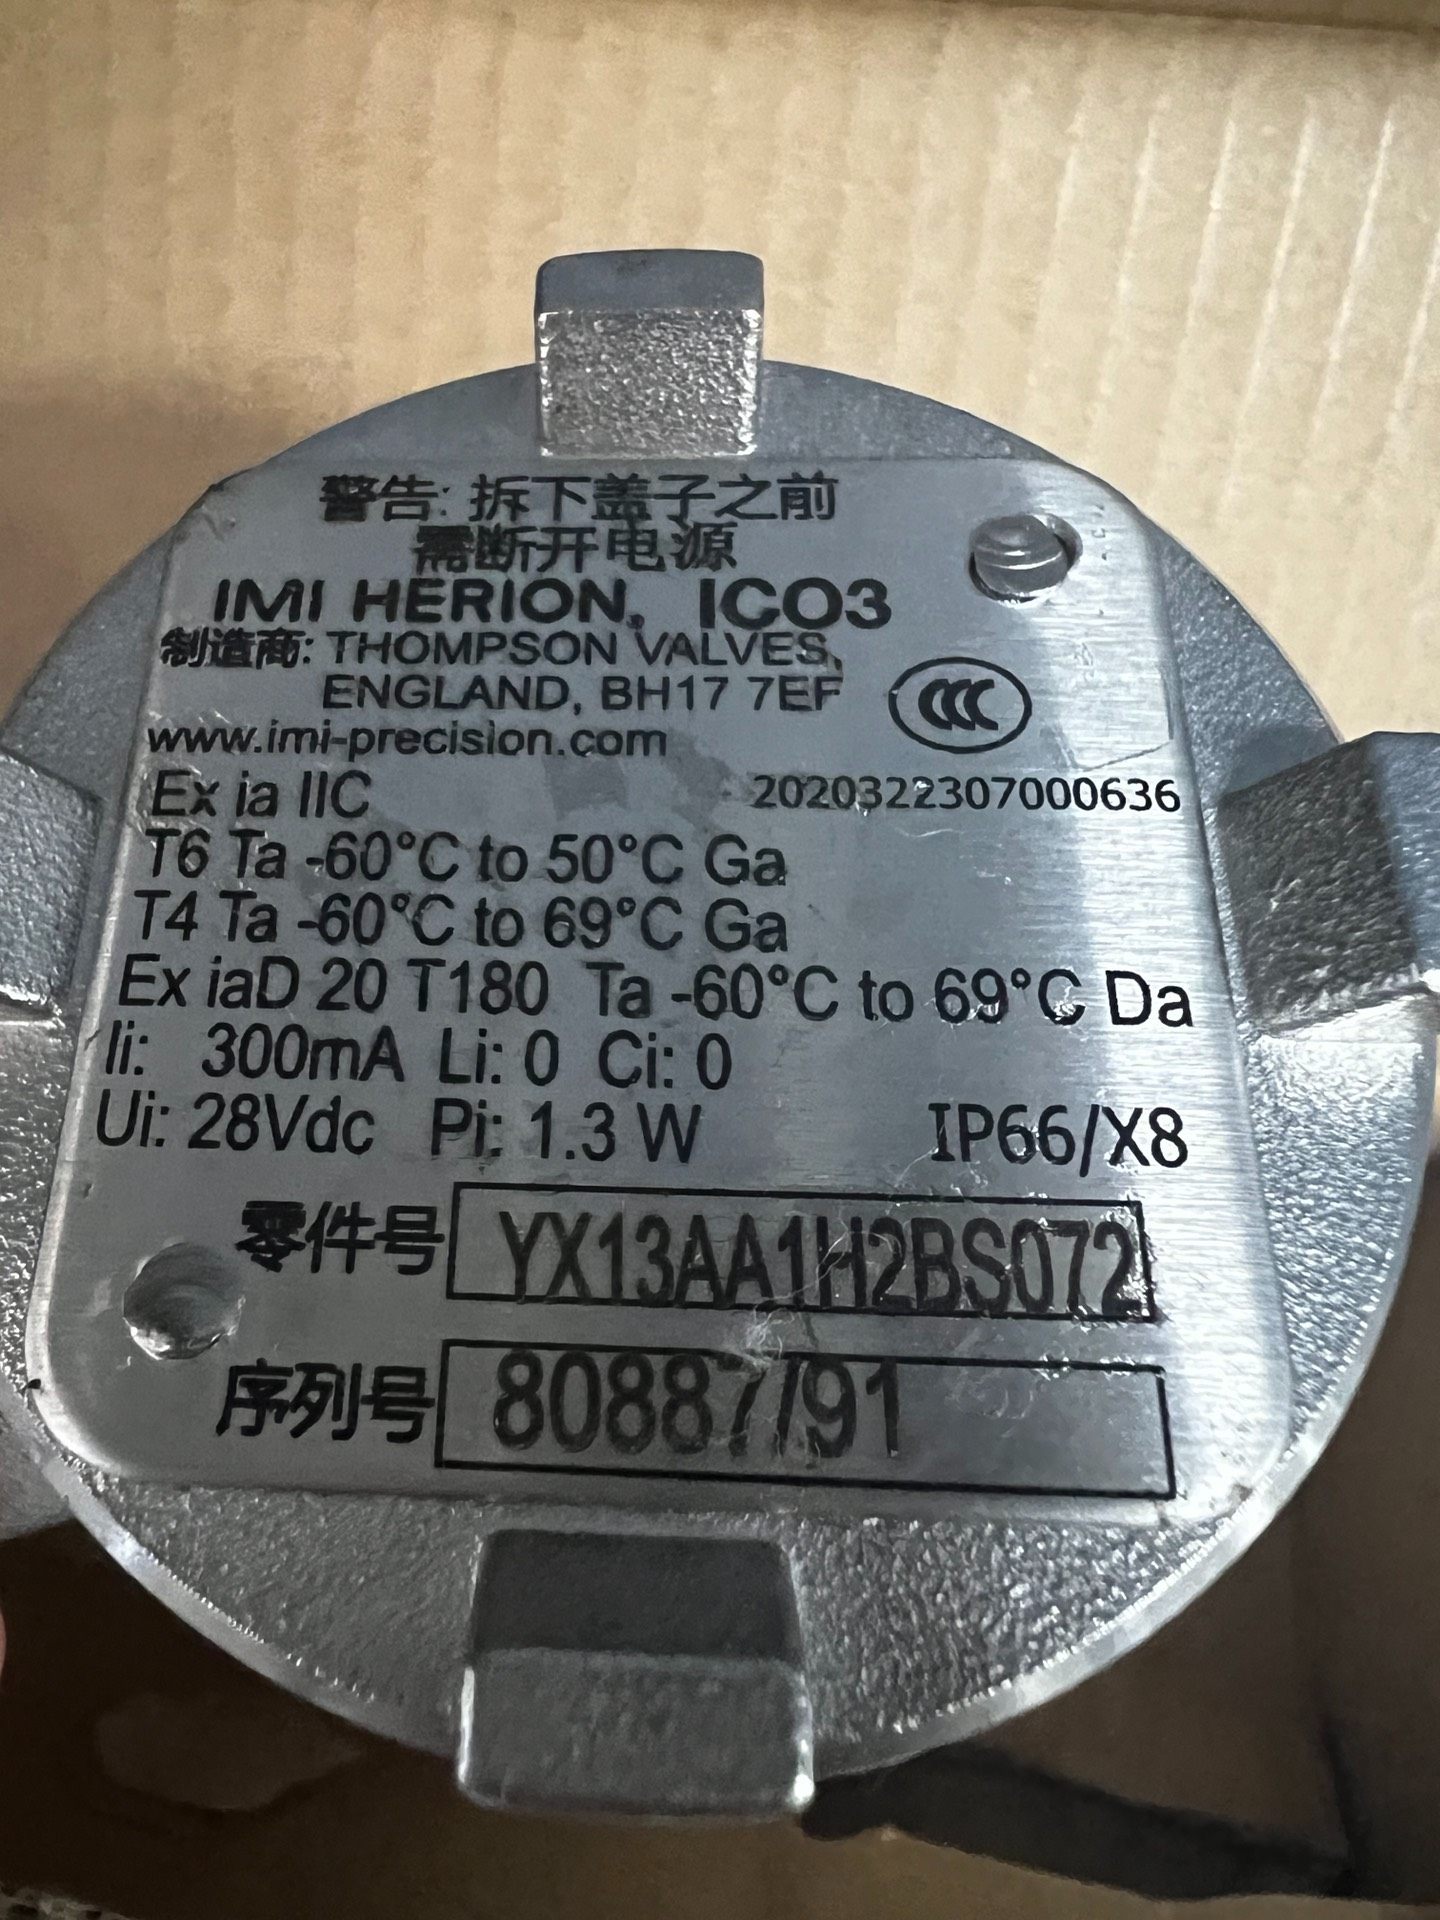 警告: 拆下盖子之前
需断开电源
IMI HERION, ICO3
制造商: THOMPSON VALVES,
ENGLAND, BH17 7EF
CCC
www.imi-precision.com
Ex ia IIC
2020322307000636
T6 Ta -60°C to 50°C Ga
T4 Ta -60°C to 69°C Ga
Ex iaD 20 T180 Ta -60°C to 69°C Da
Ii: 300mA Li: 0 Ci: 0
Ui: 28Vdc Pi: 1.3 W IP66/X8
零件号 YX13AA1H2BS072
序列号 80887/91